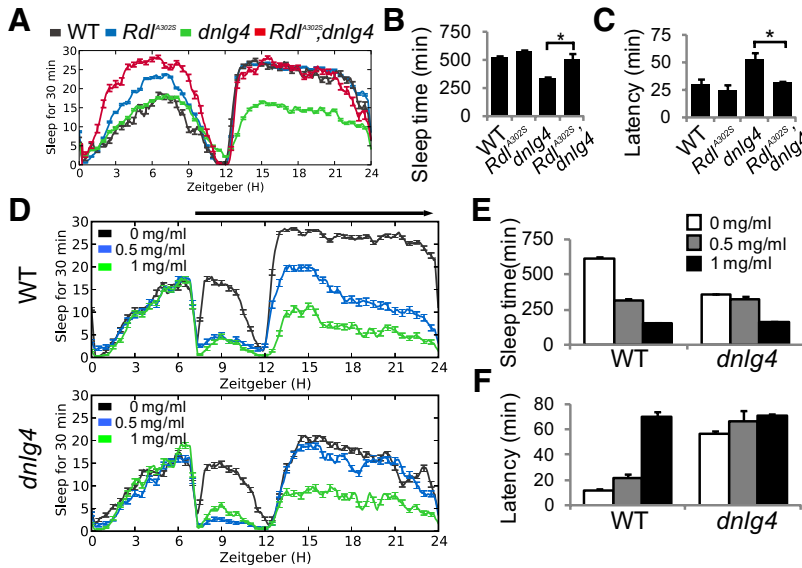 A
WT Rdl^A302S dnlg4 Rdl^A302S;dnlg4
Sleep for 30 min
30
25
20
15
10
5
0
0 3 6 9 12 15 18 21 24
Zeitgeber (H)
B
Sleep time (min)
750
500
250
0
*
WT
Rdl^A302S
dnlg4
Rdl^A302S;
dnlg4
C
Latency (min)
75
50
25
0
*
WT
Rdl^A302S
dnlg4
Rdl^A302S;
dnlg4
D
WT
Sleep for 30 min
30
25
20
15
10
5
0
0 mg/ml
0.5 mg/ml
1 mg/ml
0 3 6 9 12 15 18 21 24
Zeitgeber (H)
dnlg4
Sleep for 30 min
30
25
20
15
10
5
0
0 mg/ml
0.5 mg/ml
1 mg/ml
0 3 6 9 12 15 18 21 24
Zeitgeber (H)
E
Sleep time(min)
750
500
250
0
0 mg/ml
0.5 mg/ml
1 mg/ml
WT dnlg4
F
Latency (min)
80
60
40
20
0
WT dnlg4